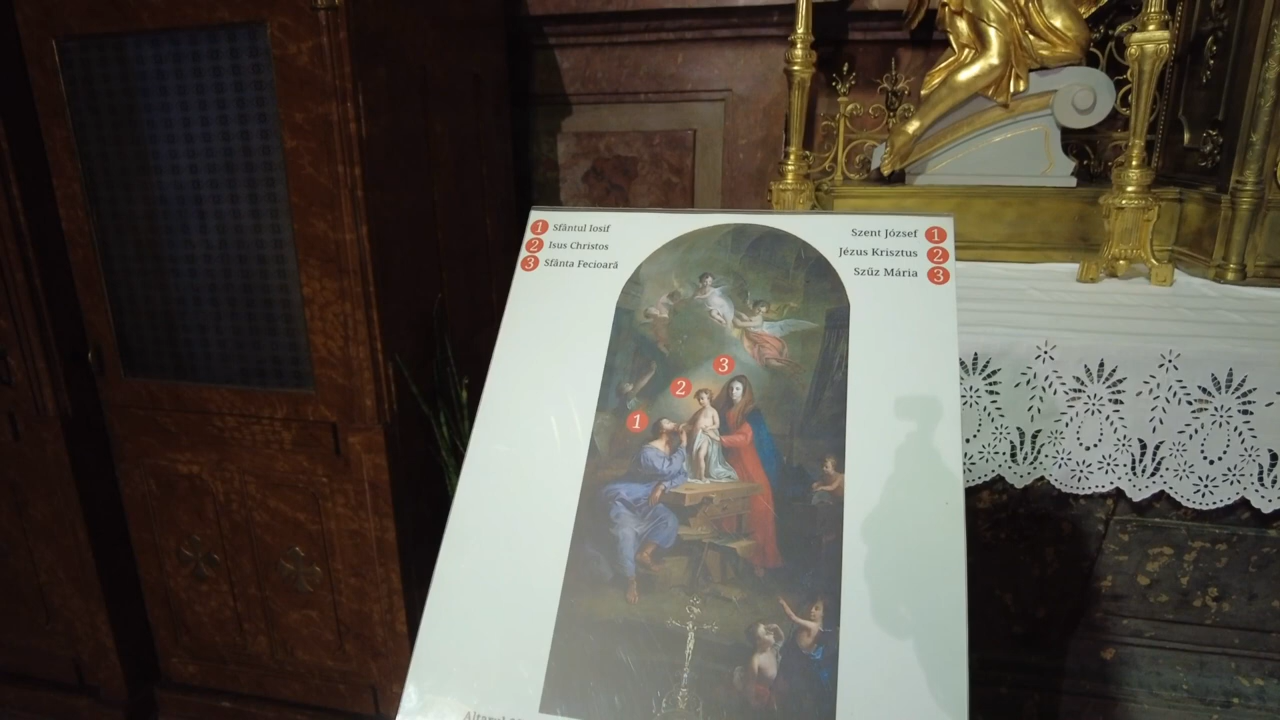 1 Sfântul Iosif
2 Isus Christos
3 Sfânta Fecioară
Szent József 1
Jézus Krisztus 2
Szűz Mária 3
3
2
1